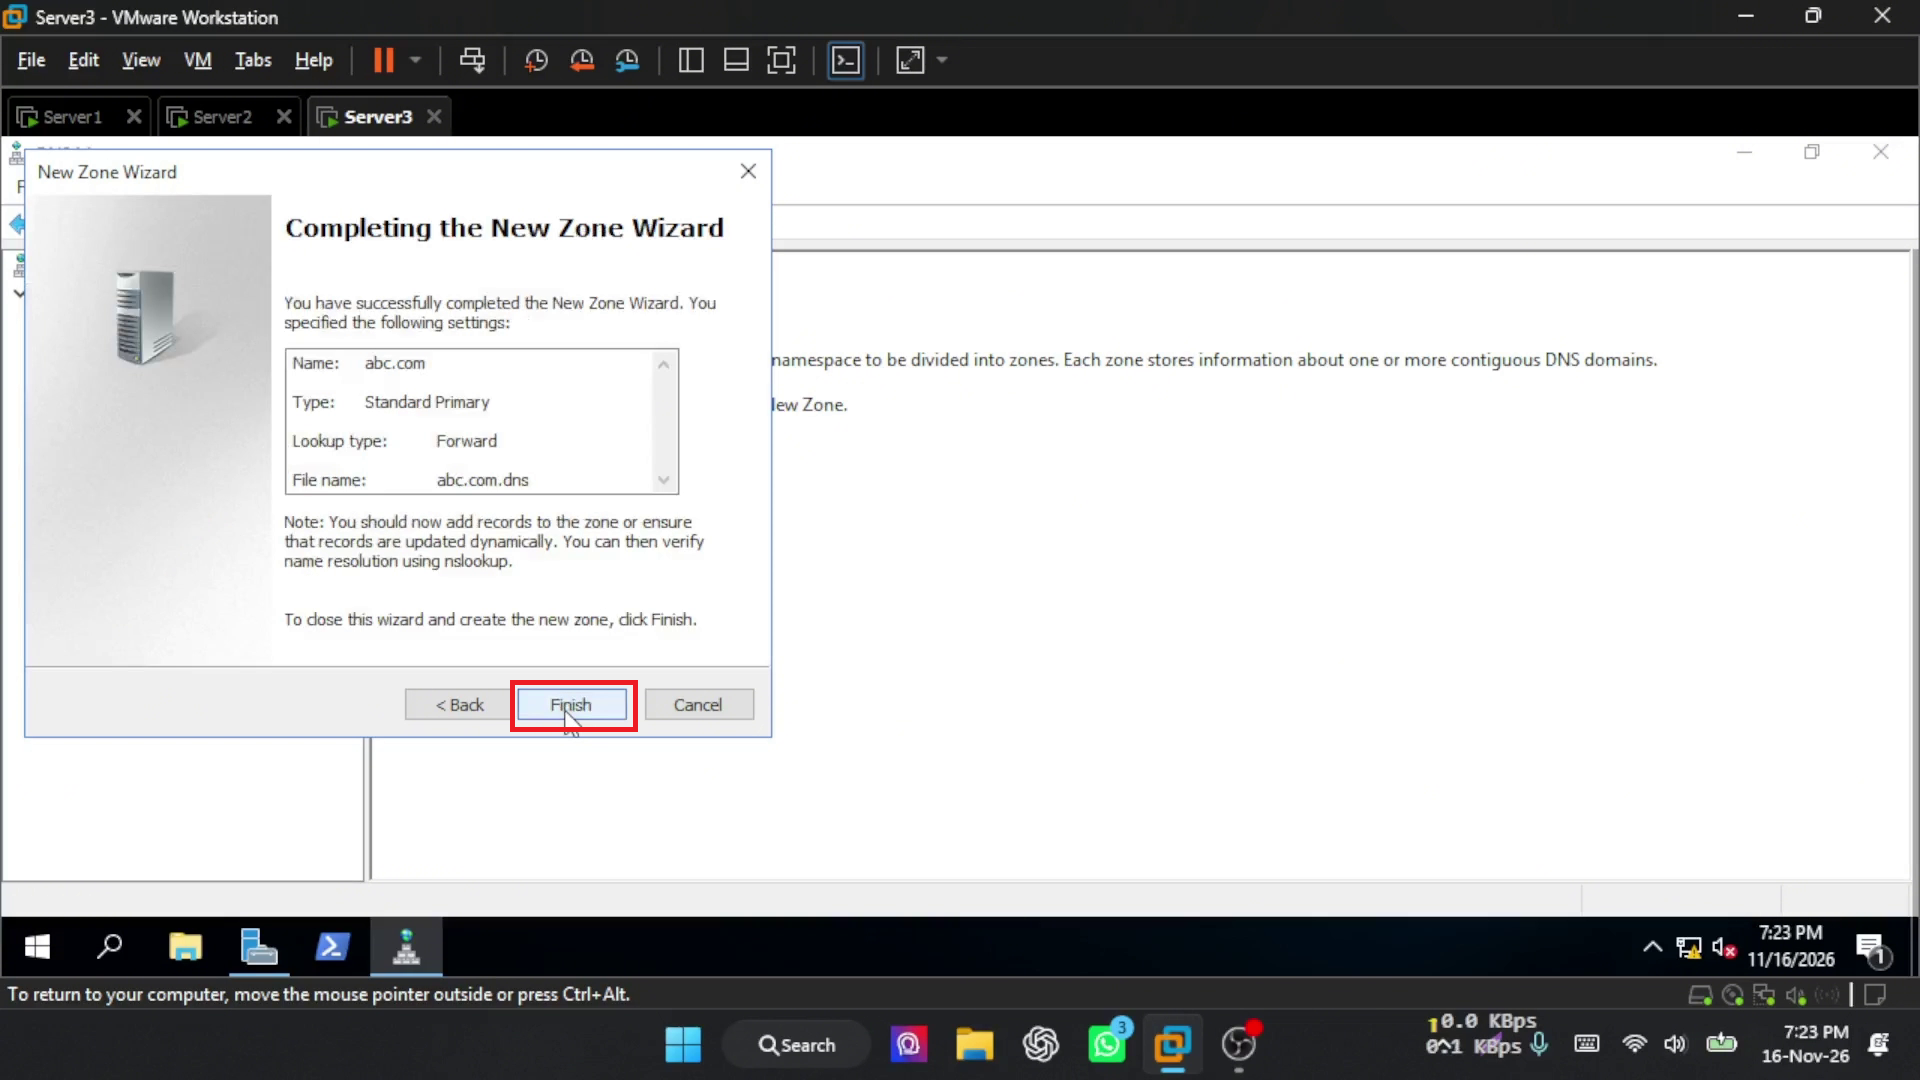 Server3 - VMware Workstation
File Edit View VM Tabs Help
Server1 Server2 Server3
New Zone Wizard
Completing the New Zone Wizard
You have successfully completed the New Zone Wizard. You
specified the following settings:
Name: abc.com
Type: Standard Primary
Lookup type: Forward
File name: abc.com.dns
Note: You should now add records to the zone or ensure
that records are updated dynamically. You can then verify
name resolution using nslookup.
To close this wizard and create the new zone, click Finish.
< Back Finish Cancel
namespace to be divided into zones. Each zone stores information about one or more contiguous DNS domains.
ew Zone.
7:23 PM
11/16/2026
1
To return to your computer, move the mouse pointer outside or press Ctrl+Alt.
Search
3
0.0 KBps
0.1 KBps
7:23 PM
16-Nov-26